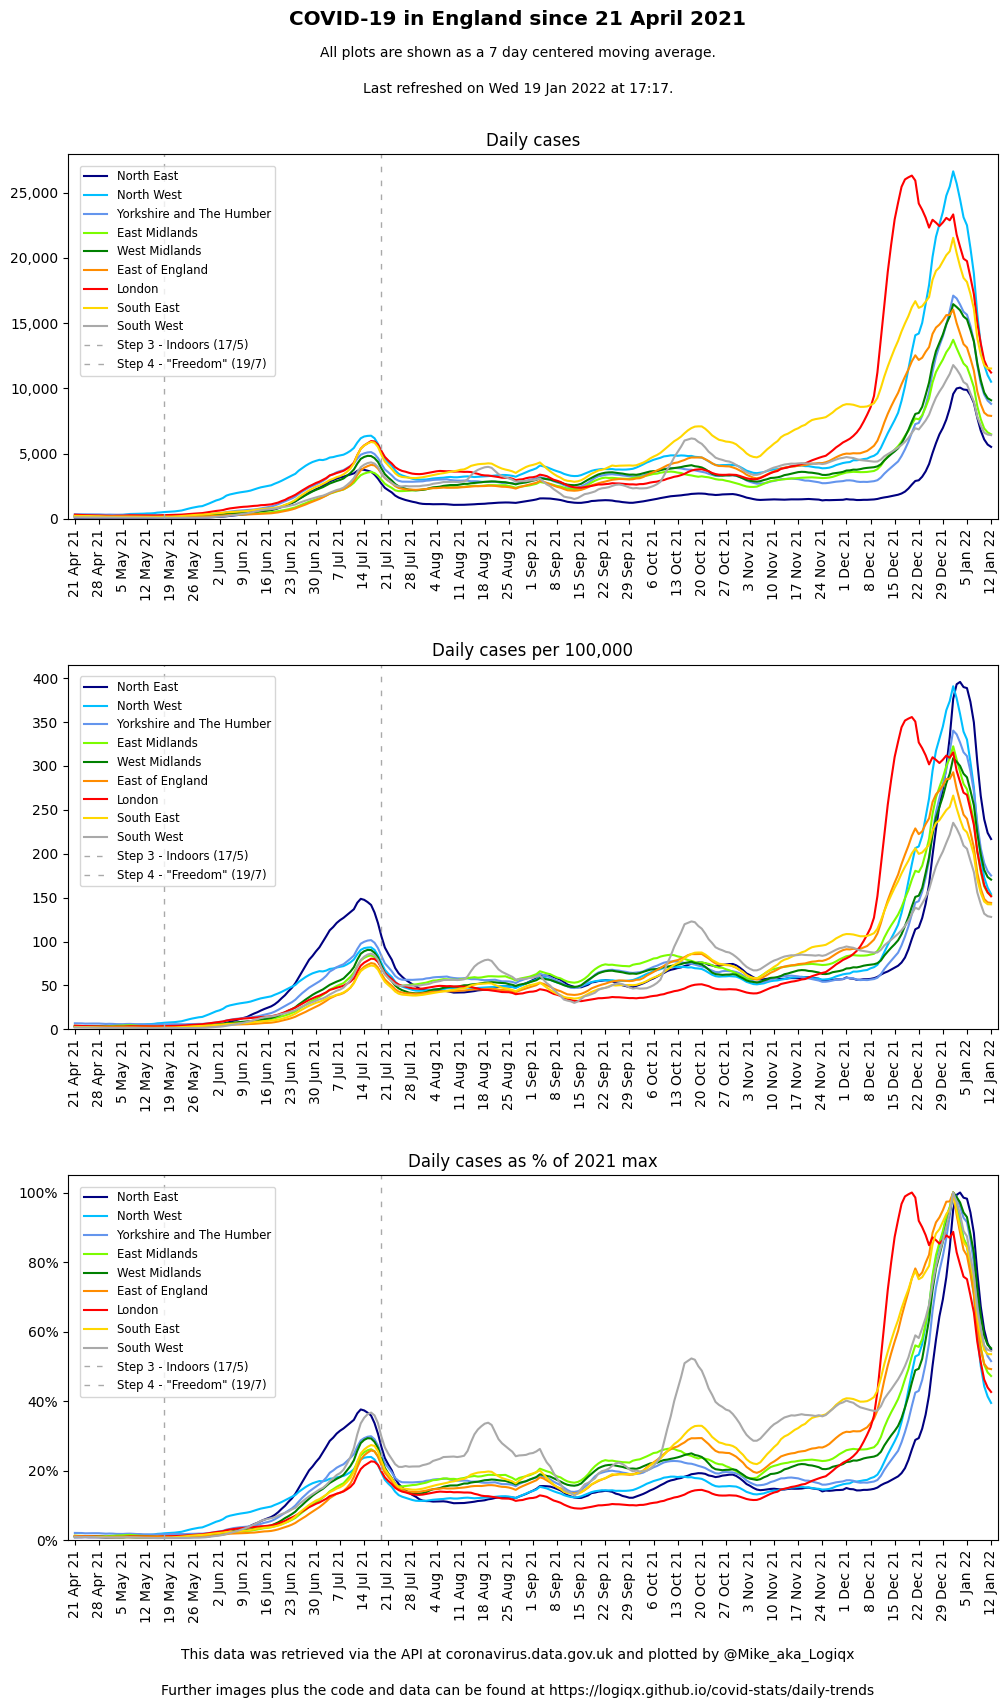 COVID-19 in England since 21 April 2021
All plots are shown as a 7 day centered moving average.
Last refreshed on Wed 19 Jan 2022 at 17:17.
Daily cases
25,000
20,000
15,000
10,000
5,000
0
North East
North West
Yorkshire and The Humber
East Midlands
West Midlands
East of England
London
South East
South West
Step 3 - Indoors (17/5)
Step 4 - "Freedom" (19/7)
21 Apr 21
28 Apr 21
5 May 21
12 May 21
19 May 21
26 May 21
2 Jun 21
9 Jun 21
16 Jun 21
23 Jun 21
30 Jun 21
7 Jul 21
14 Jul 21
21 Jul 21
28 Jul 21
4 Aug 21
11 Aug 21
18 Aug 21
25 Aug 21
1 Sep 21
8 Sep 21
15 Sep 21
22 Sep 21
29 Sep 21
6 Oct 21
13 Oct 21
20 Oct 21
27 Oct 21
3 Nov 21
10 Nov 21
17 Nov 21
24 Nov 21
1 Dec 21
8 Dec 21
15 Dec 21
22 Dec 21
29 Dec 21
5 Jan 22
12 Jan 22
Daily cases per 100,000
400
350
300
250
200
150
100
50
0
North East
North West
Yorkshire and The Humber
East Midlands
West Midlands
East of England
London
South East
South West
Step 3 - Indoors (17/5)
Step 4 - "Freedom" (19/7)
21 Apr 21
28 Apr 21
5 May 21
12 May 21
19 May 21
26 May 21
2 Jun 21
9 Jun 21
16 Jun 21
23 Jun 21
30 Jun 21
7 Jul 21
14 Jul 21
21 Jul 21
28 Jul 21
4 Aug 21
11 Aug 21
18 Aug 21
25 Aug 21
1 Sep 21
8 Sep 21
15 Sep 21
22 Sep 21
29 Sep 21
6 Oct 21
13 Oct 21
20 Oct 21
27 Oct 21
3 Nov 21
10 Nov 21
17 Nov 21
24 Nov 21
1 Dec 21
8 Dec 21
15 Dec 21
22 Dec 21
29 Dec 21
5 Jan 22
12 Jan 22
Daily cases as % of 2021 max
100%
80%
60%
40%
20%
0%
North East
North West
Yorkshire and The Humber
East Midlands
West Midlands
East of England
London
South East
South West
Step 3 - Indoors (17/5)
Step 4 - "Freedom" (19/7)
21 Apr 21
28 Apr 21
5 May 21
12 May 21
19 May 21
26 May 21
2 Jun 21
9 Jun 21
16 Jun 21
23 Jun 21
30 Jun 21
7 Jul 21
14 Jul 21
21 Jul 21
28 Jul 21
4 Aug 21
11 Aug 21
18 Aug 21
25 Aug 21
1 Sep 21
8 Sep 21
15 Sep 21
22 Sep 21
29 Sep 21
6 Oct 21
13 Oct 21
20 Oct 21
27 Oct 21
3 Nov 21
10 Nov 21
17 Nov 21
24 Nov 21
1 Dec 21
8 Dec 21
15 Dec 21
22 Dec 21
29 Dec 21
5 Jan 22
12 Jan 22
This data was retrieved via the API at coronavirus.data.gov.uk and plotted by @Mike_aka_Logiqx
Further images plus the code and data can be found at https://logiqx.github.io/covid-stats/daily-trends